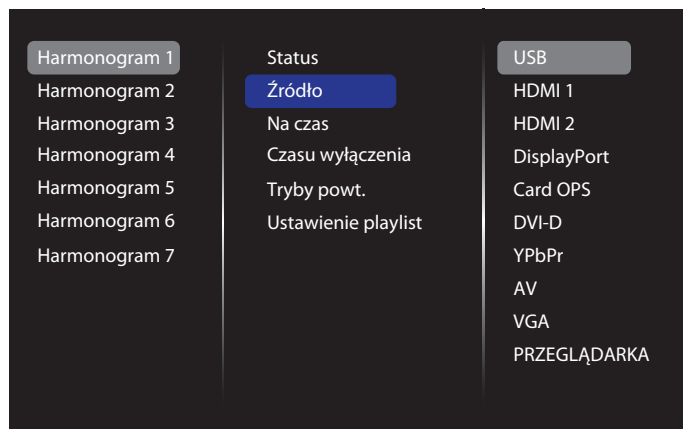 Harmonogram 1
Harmonogram 2
Harmonogram 3
Harmonogram 4
Harmonogram 5
Harmonogram 6
Harmonogram 7
Status
Źródło
Na czas
Czasu wyłączenia
Tryby powt.
Ustawienie playlist
USB
HDMI 1
HDMI 2
DisplayPort
Card OPS
DVI-D
YPbPr
AV
VGA
PRZEGLĄDARKA